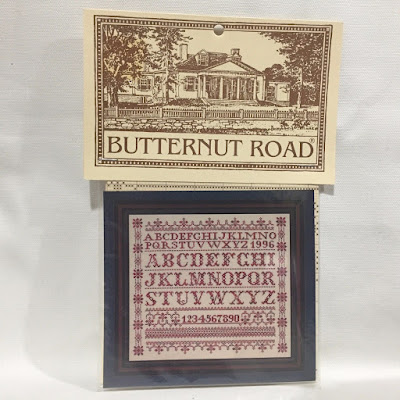 BUTTERNUT ROAD®
ABCDEFGHIJKLMNO
PQRSTUVWXYZ 1996
ABCDEFGHI
JKLMNOPQR
STUVWXYZ
1234567890